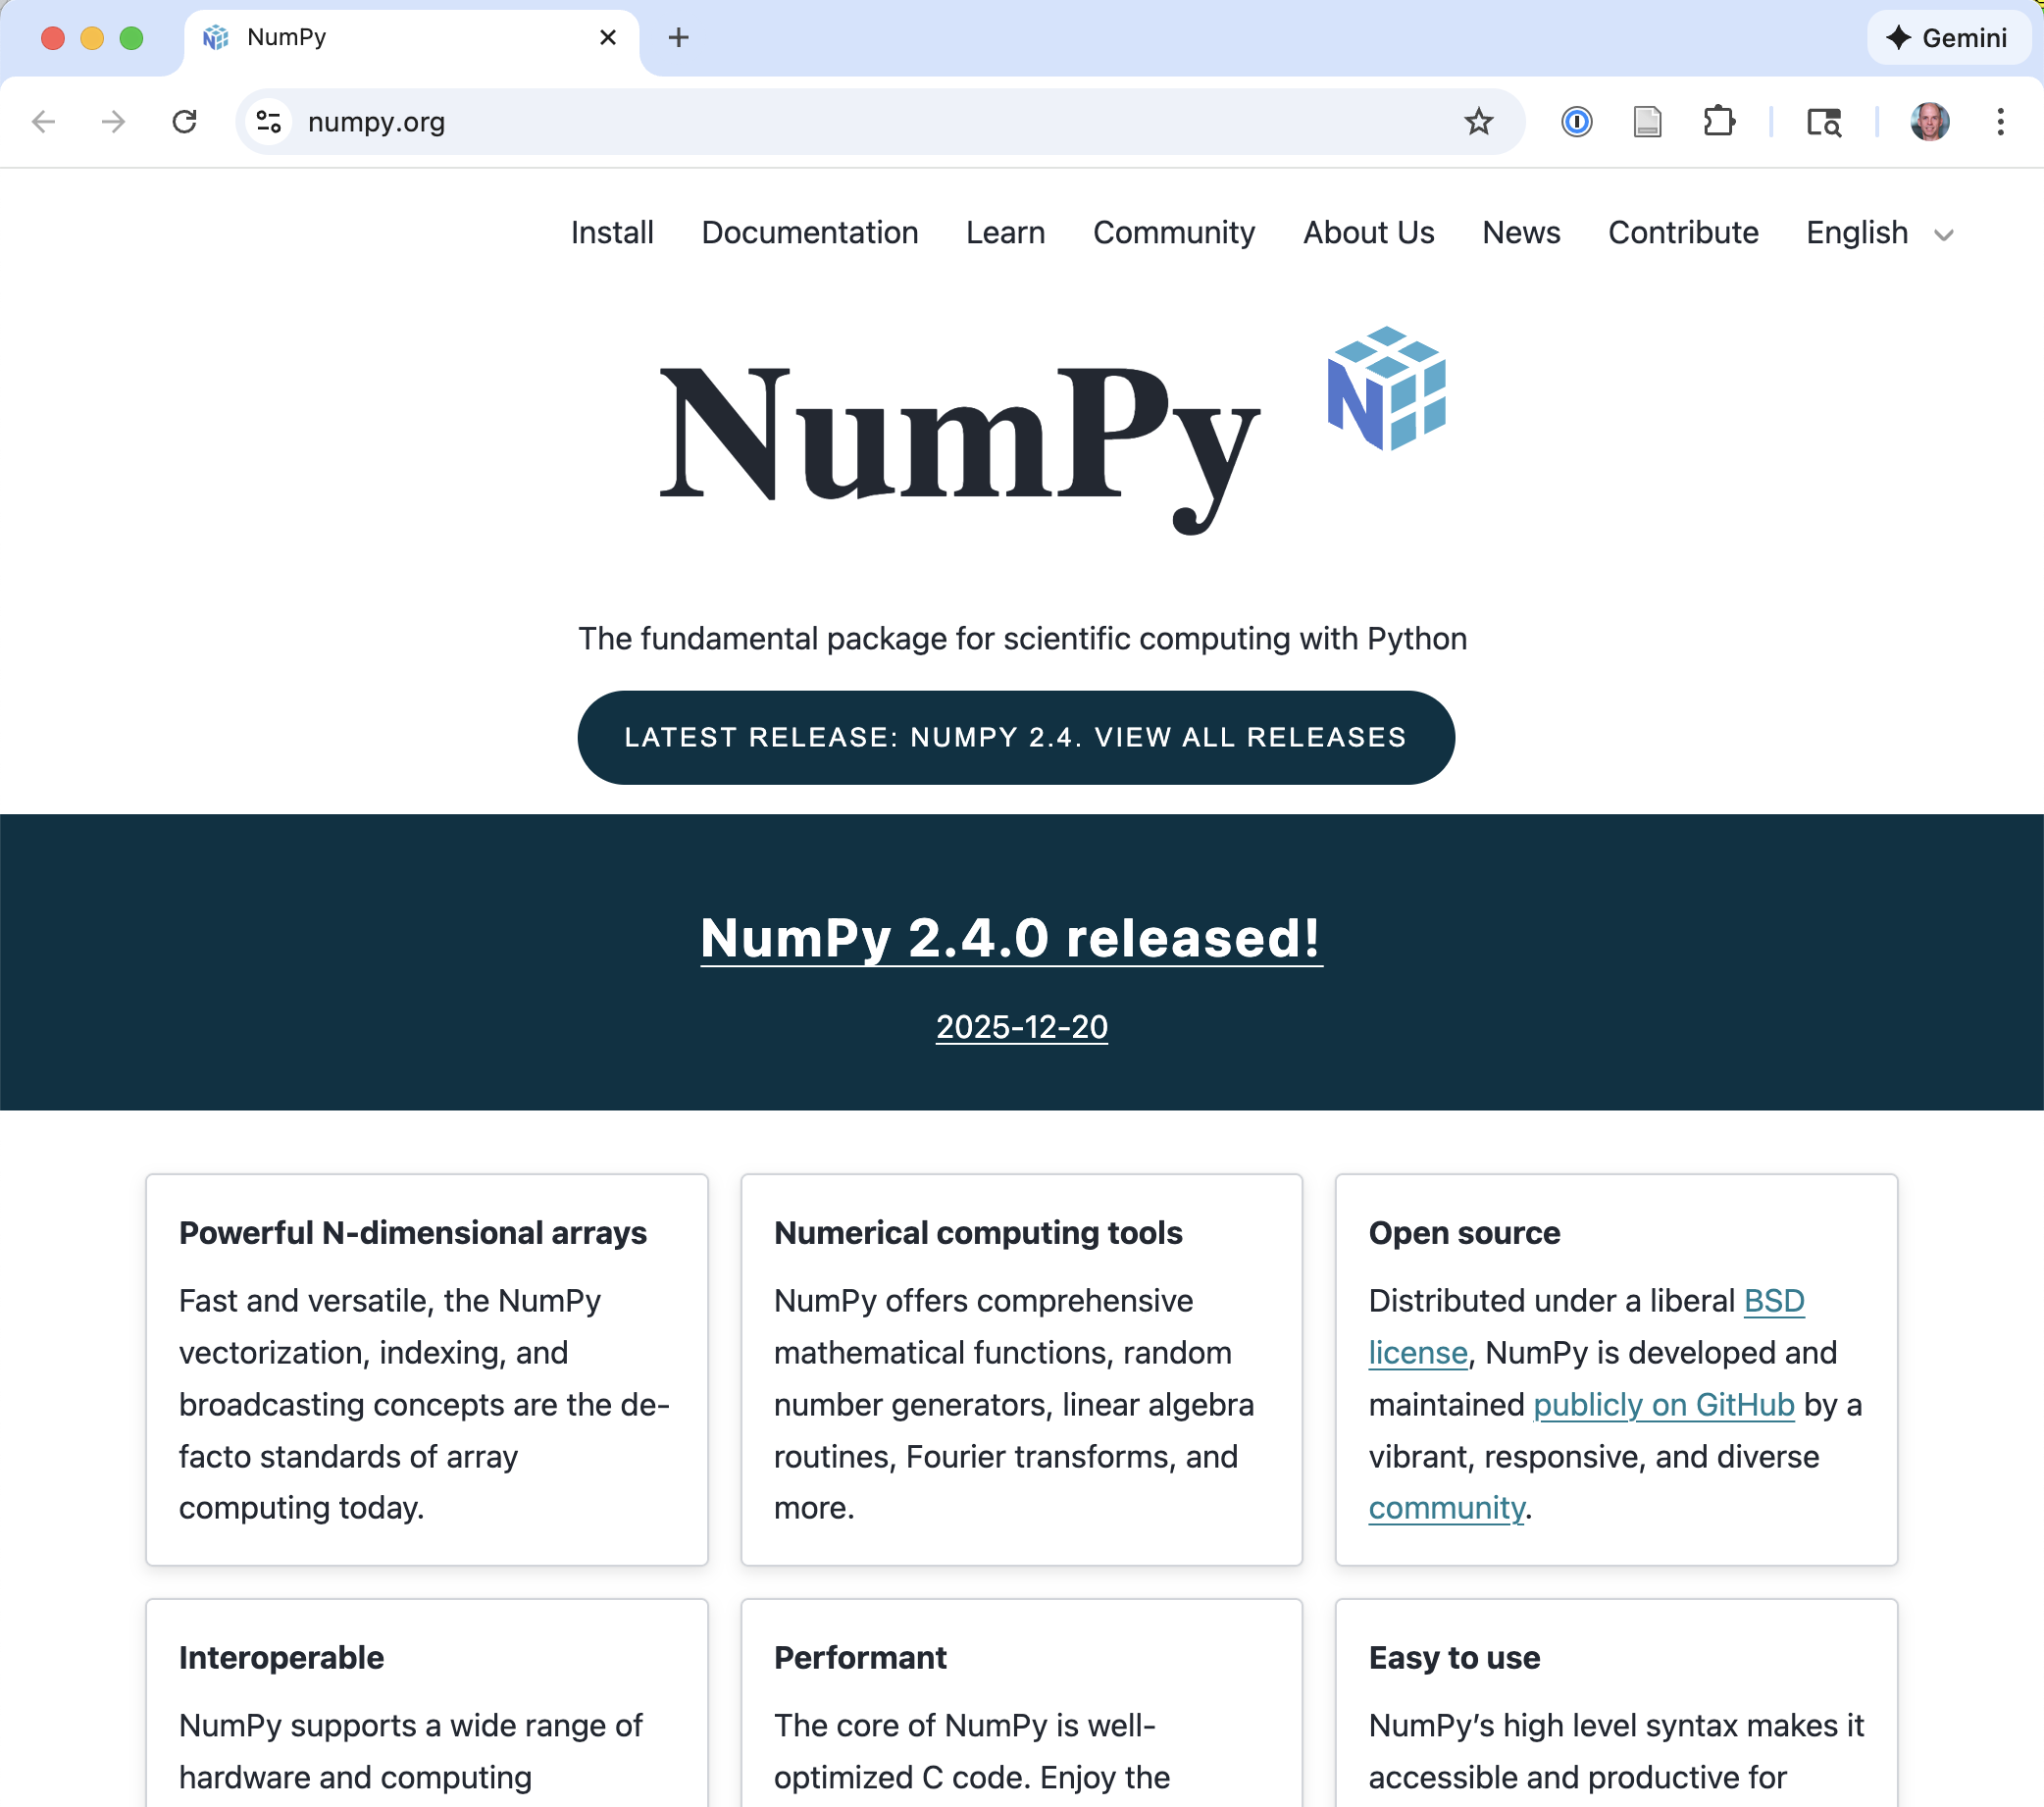 NumPy
Gemini
numpy.org
Install Documentation Learn Community About Us News Contribute English
NumPy
The fundamental package for scientific computing with Python
LATEST RELEASE: NUMPY 2.4. VIEW ALL RELEASES
NumPy 2.4.0 released!
2025-12-20
Powerful N-dimensional arrays
Fast and versatile, the NumPy
vectorization, indexing, and
broadcasting concepts are the de-
facto standards of array
computing today.
Numerical computing tools
NumPy offers comprehensive
mathematical functions, random
number generators, linear algebra
routines, Fourier transforms, and
more.
Open source
Distributed under a liberal BSD
license, NumPy is developed and
maintained publicly on GitHub by a
vibrant, responsive, and diverse
community.
Interoperable
NumPy supports a wide range of
hardware and computing
Performant
The core of NumPy is well-
optimized C code. Enjoy the
Easy to use
NumPy’s high level syntax makes it
accessible and productive for